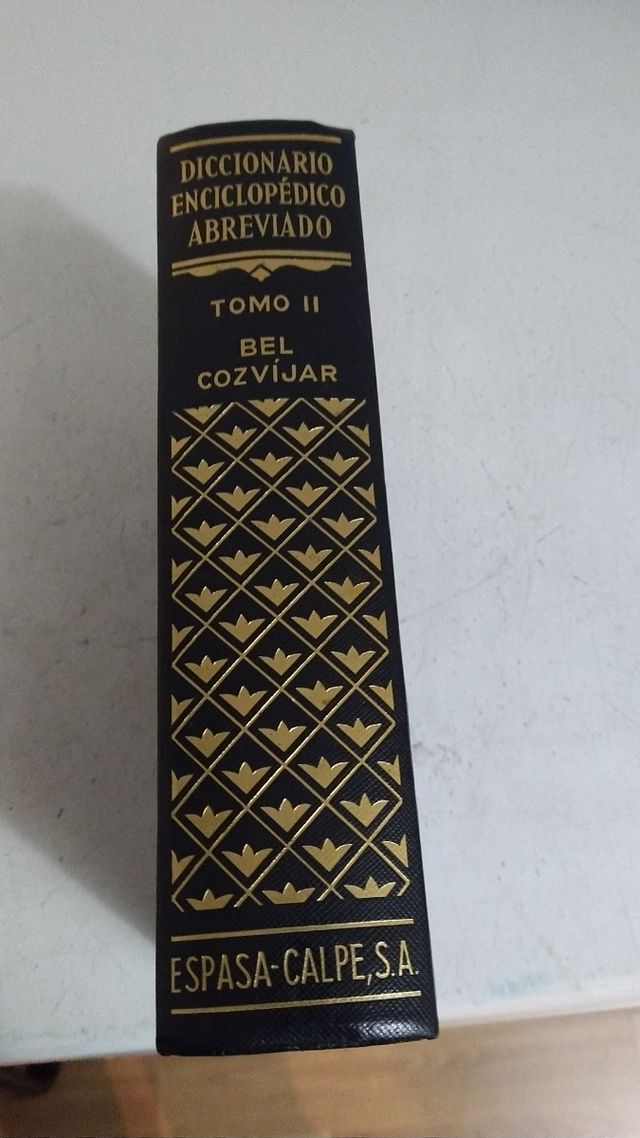 DICCIONARIO
ENCICLOPÉDICO
ABREVIADO
TOMO II
BEL
COZVÍJAR
ESPASA-CALPE, S.A.